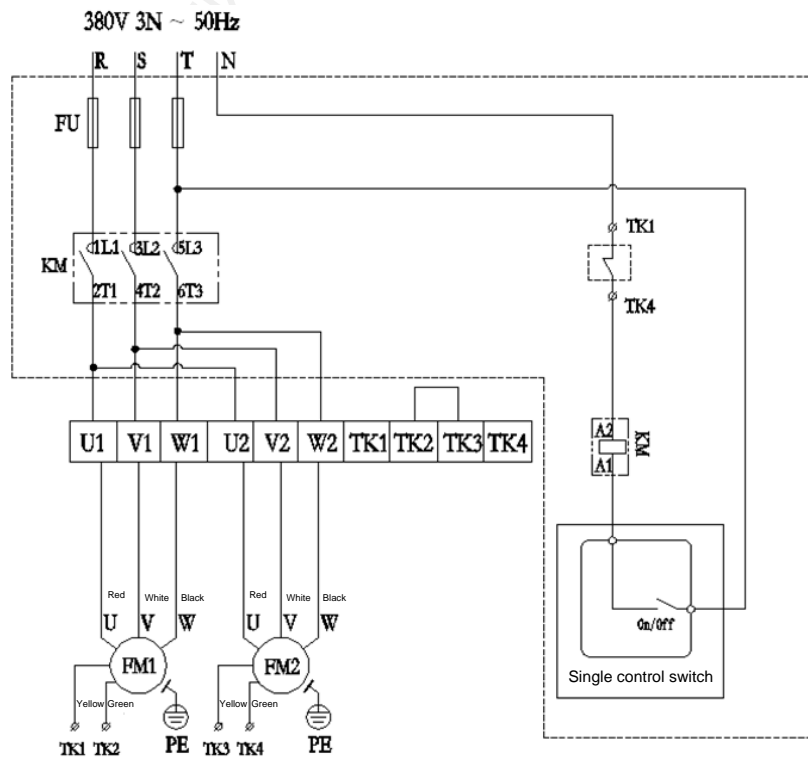 380V 3N ~ 50Hz
R S T N
FU
TK1
KM 1L1 3L2 5L3
2T1 4T2 6T3
TK4
A2
KM
A1
U1 V1 W1 U2 V2 W2 TK1 TK2 TK3 TK4
On/Off
Single control switch
Red White Black Red White Black
U V W U V W
FM1 FM2
Yellow Green Yellow Green
TK1 TK2 PE TK3 TK4 PE